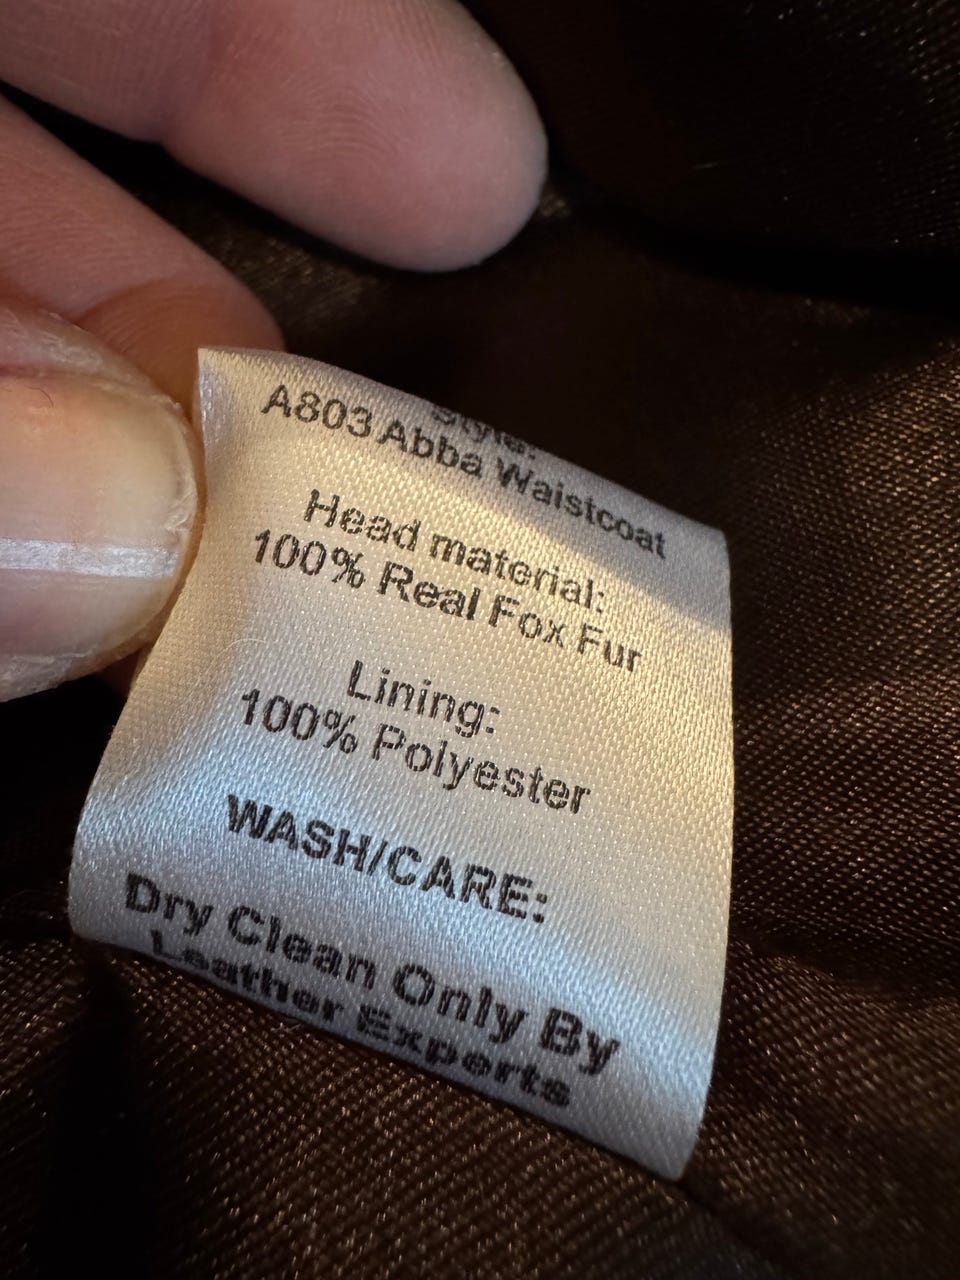 Style:
A803 Abba Waistcoat
Head material:
100% Real Fox Fur
Lining:
100% Polyester
WASH/CARE:
Dry Clean Only By
Leather Experts